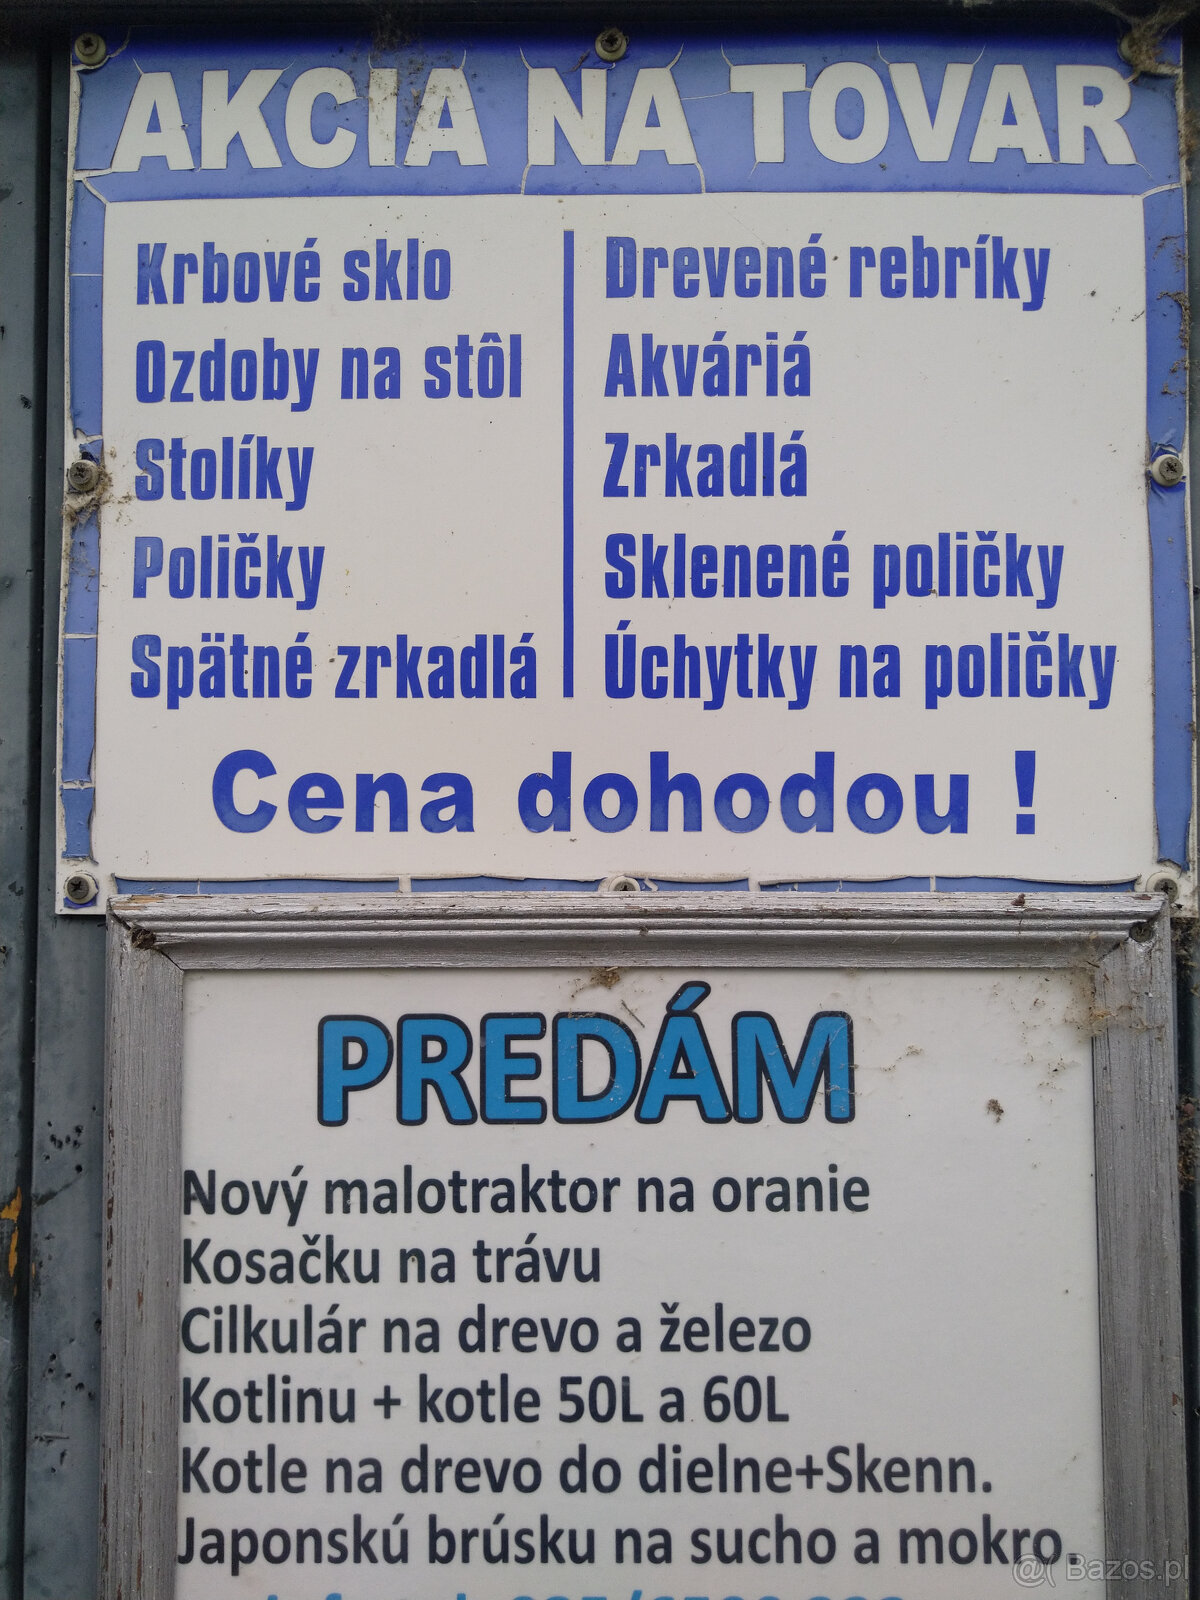 AKCIA NA TOVAR
Krbové sklo
Ozdoby na stôl
Stolíky
Poličky
Spätné zrkadlá
Drevené rebríky
Akváriá
Zrkadlá
Sklenené poličky
Úchytky na poličky
Cena dohodou !
PREDÁM
Nový malotraktor na oranie
Kosačku na trávu
Cilkulár na drevo a železo
Kotlinu + kotle 50L a 60L
Kotle na drevo do dielne+Skenn.
Japonskú brúsku na sucho a mokro.
@( Bazos.pl